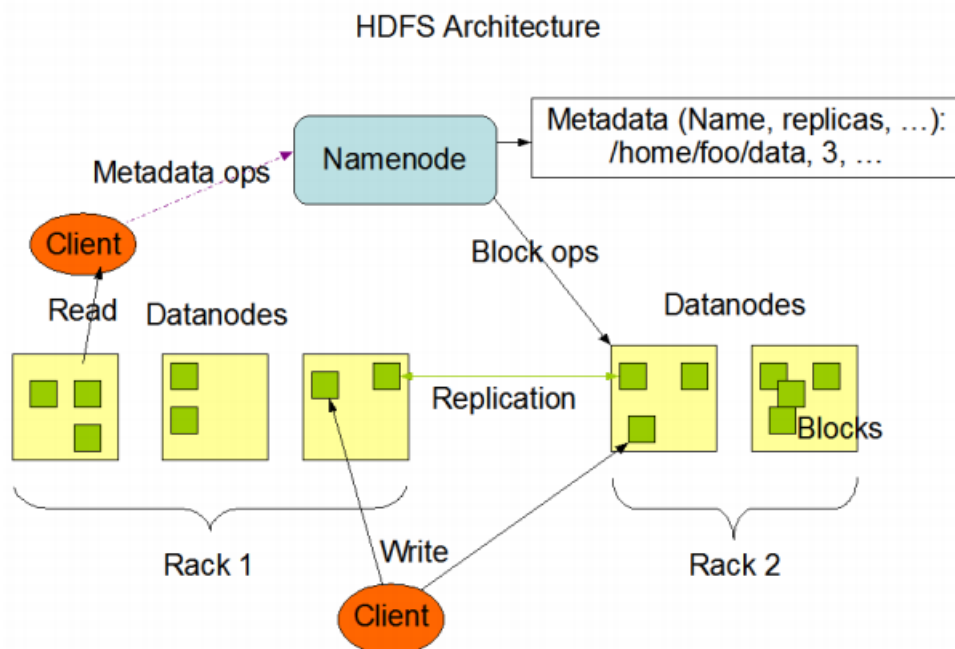 HDFS Architecture
Metadata (Name, replicas, …):
/home/foo/data, 3, …
Namenode
Metadata ops
Client
Block ops
Read
Datanodes
Datanodes
Replication
Blocks
Rack 1
Write
Rack 2
Client